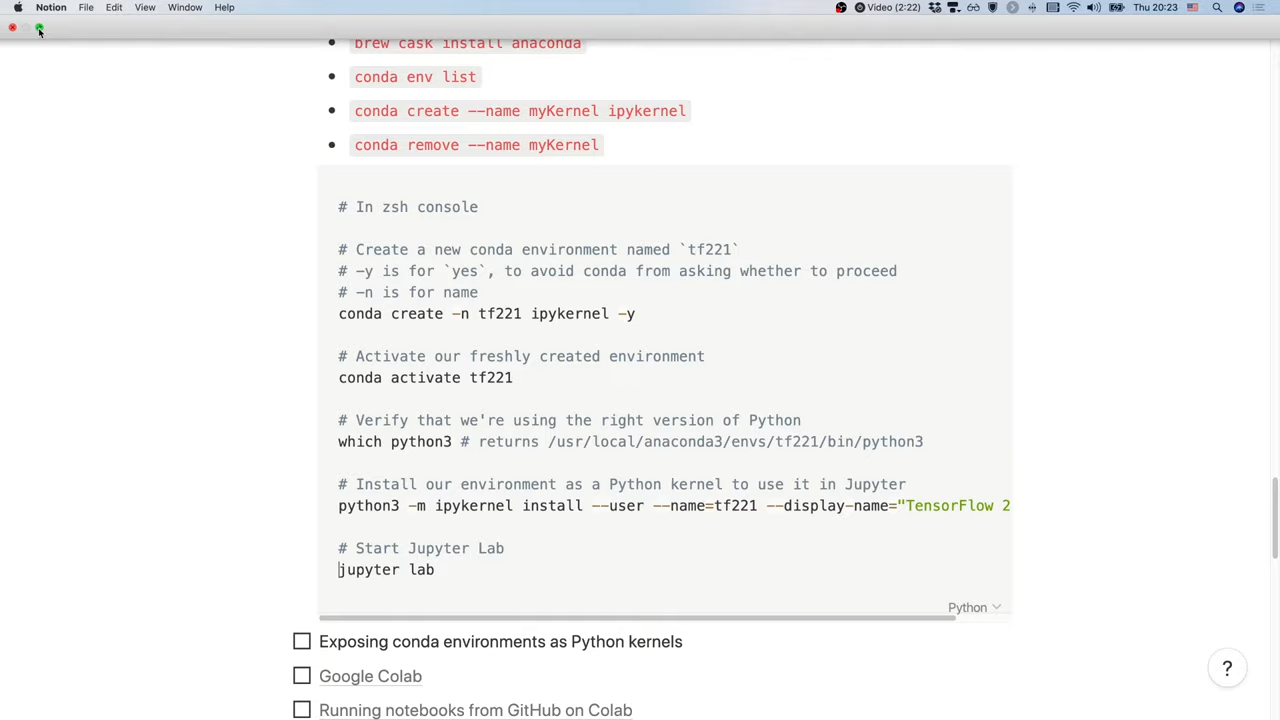 Notion File Edit View Window Help Video (2:22) Thu 20:23
brew cask install anaconda
conda env list
conda create --name myKernel ipykernel
conda remove --name myKernel
# In zsh console
# Create a new conda environment named `tf221`
# -y is for `yes`, to avoid conda from asking whether to proceed
# -n is for name
conda create -n tf221 ipykernel -y
# Activate our freshly created environment
conda activate tf221
# Verify that we're using the right version of Python
which python3 # returns /usr/local/anaconda3/envs/tf221/bin/python3
# Install our environment as a Python kernel to use it in Jupyter
python3 -m ipykernel install --user --name=tf221 --display-name="TensorFlow 2
# Start Jupyter Lab
jupyter lab
Python
Exposing conda environments as Python kernels
Google Colab
Running notebooks from GitHub on Colab
?